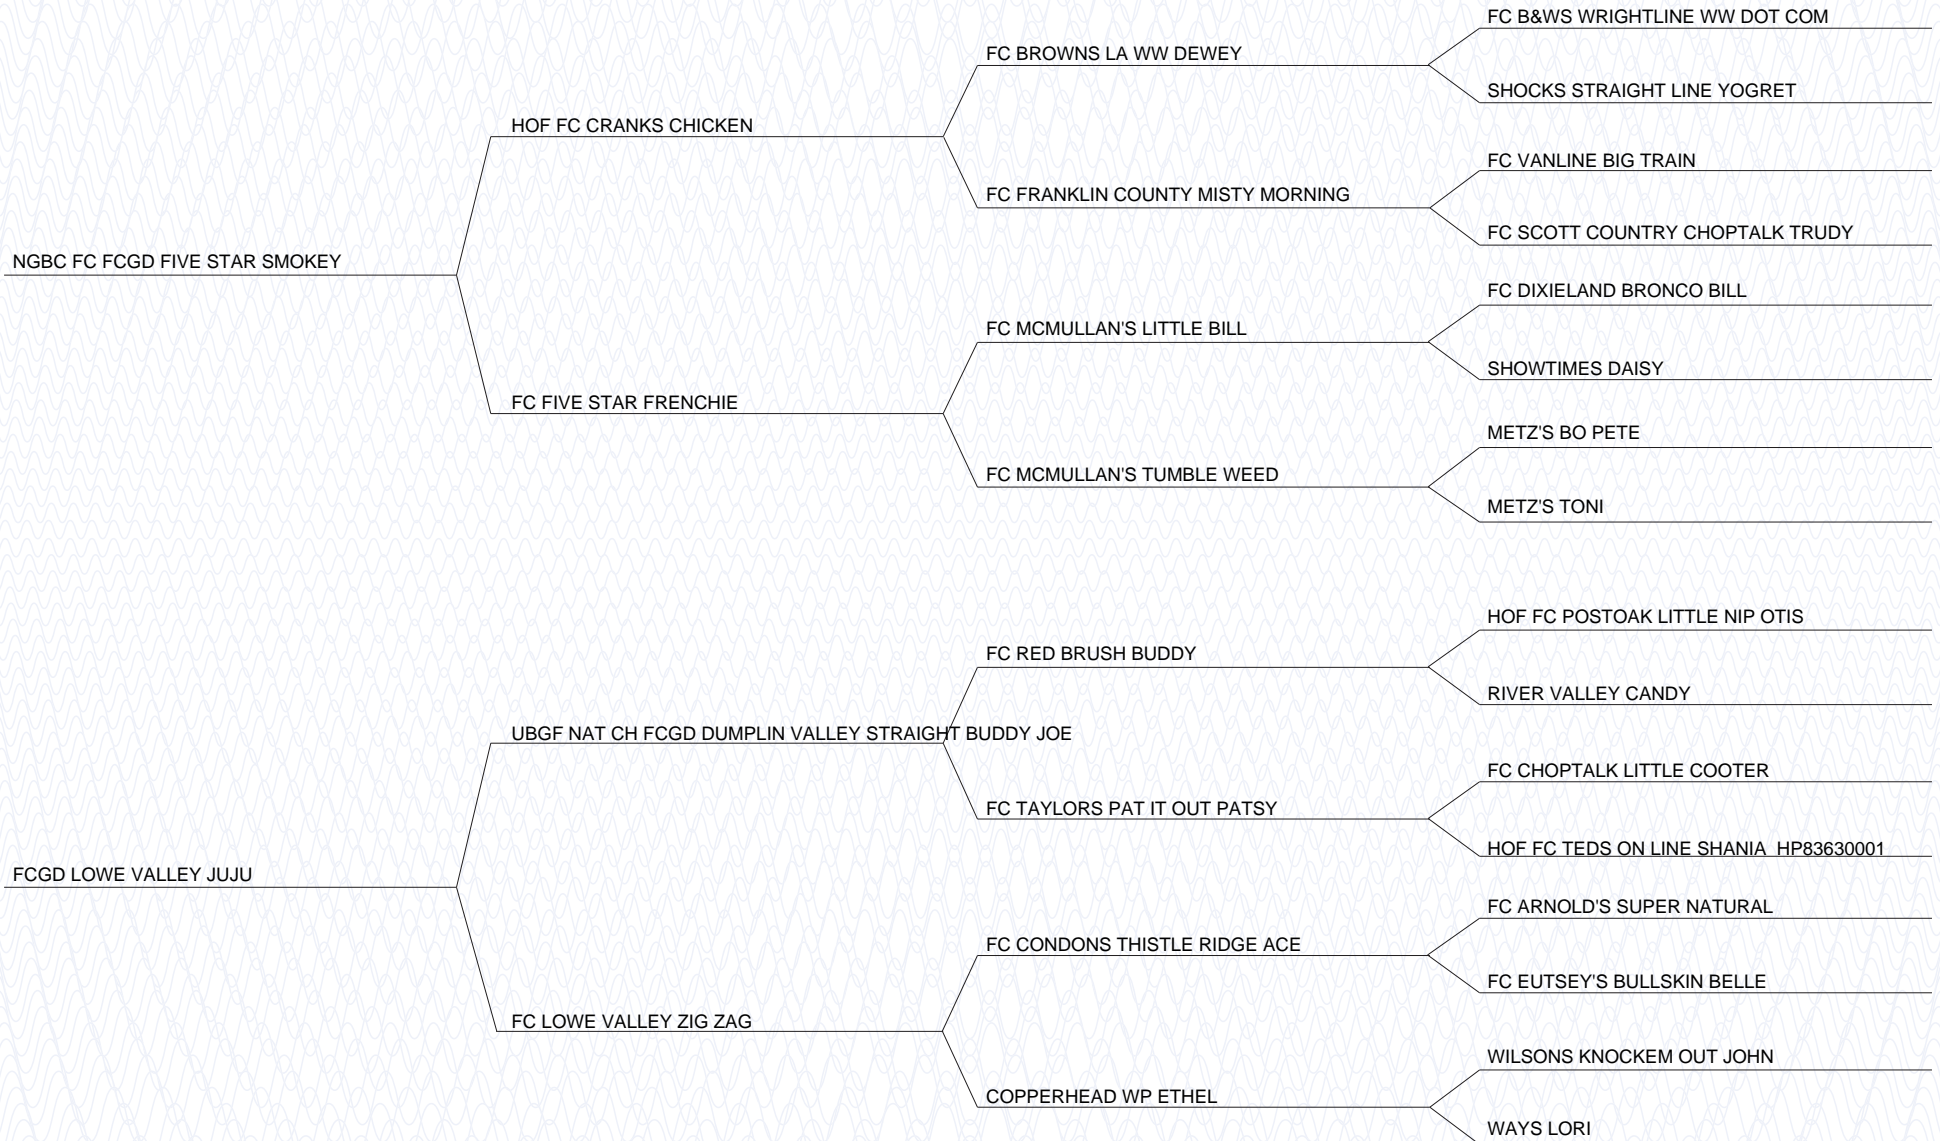 FC B&WS WRIGHTLINE WW DOT COM
FC BROWNS LA WW DEWEY
SHOCKS STRAIGHT LINE YOGRET
HOF FC CRANKS CHICKEN
FC VANLINE BIG TRAIN
FC FRANKLIN COUNTY MISTY MORNING
FC SCOTT COUNTRY CHOPTALK TRUDY
NGBC FC FCGD FIVE STAR SMOKEY
FC DIXIELAND BRONCO BILL
FC MCMULLAN'S LITTLE BILL
SHOWTIMES DAISY
FC FIVE STAR FRENCHIE
METZ'S BO PETE
FC MCMULLAN'S TUMBLE WEED
METZ'S TONI
HOF FC POSTOAK LITTLE NIP OTIS
FC RED BRUSH BUDDY
RIVER VALLEY CANDY
UBGF NAT CH FCGD DUMPLIN VALLEY STRAIGHT BUDDY JOE
FC CHOPTALK LITTLE COOTER
FC TAYLORS PAT IT OUT PATSY
HOF FC TEDS ON LINE SHANIA  HP83630001
FCGD LOWE VALLEY JUJU
FC ARNOLD'S SUPER NATURAL
FC CONDONS THISTLE RIDGE ACE
FC EUTSEY'S BULLSKIN BELLE
FC LOWE VALLEY ZIG ZAG
WILSONS KNOCKEM OUT JOHN
COPPERHEAD WP ETHEL
WAYS LORI